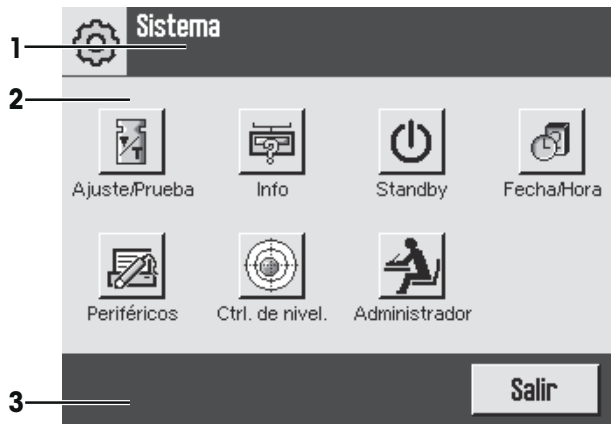 Sistema
1
2
Ajuste/Prueba Info Standby Fecha/Hora
Periféricos Ctrl. de nivel. Administrador
3
Salir